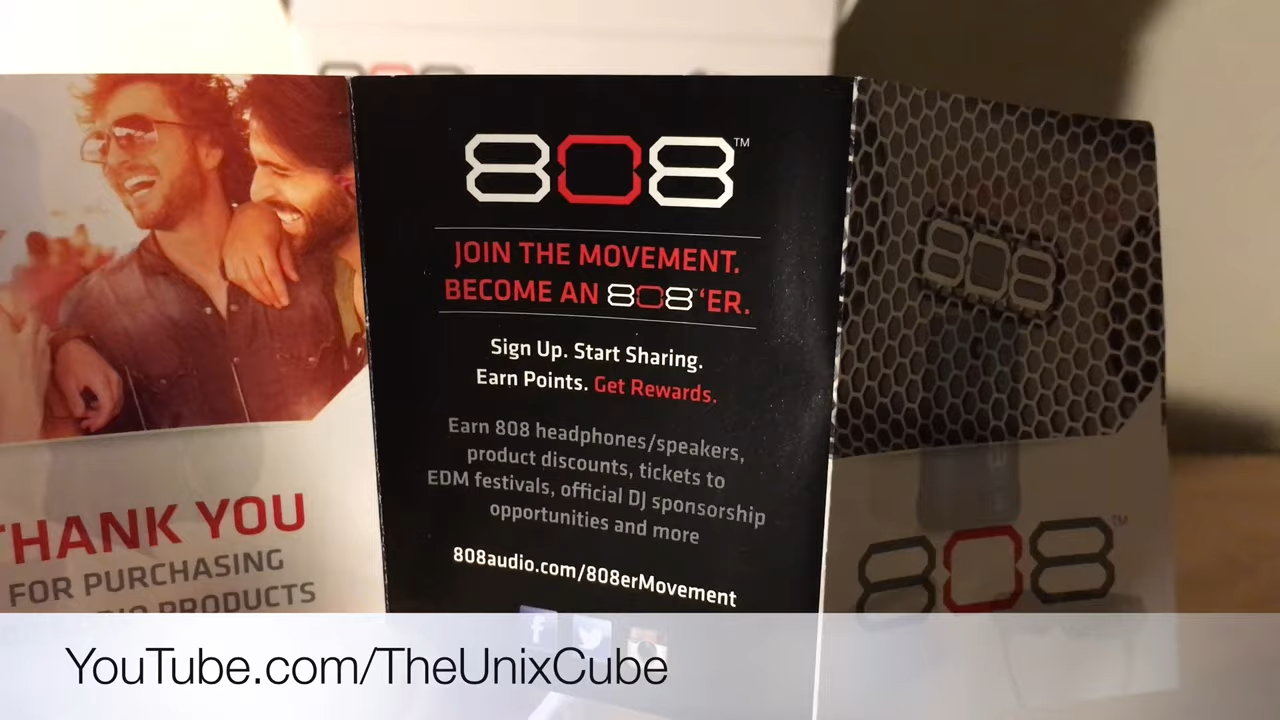 THANK YOU
FOR PURCHASING
PRODUCTS
808™
JOIN THE MOVEMENT.
BECOME AN 808 'ER.
Sign Up. Start Sharing.
Earn Points. Get Rewards.
Earn 808 headphones/speakers,
product discounts, tickets to
EDM festivals, official DJ sponsorship
opportunities and more
808audio.com/808erMovement
808
808™
YouTube.com/TheUnixCube